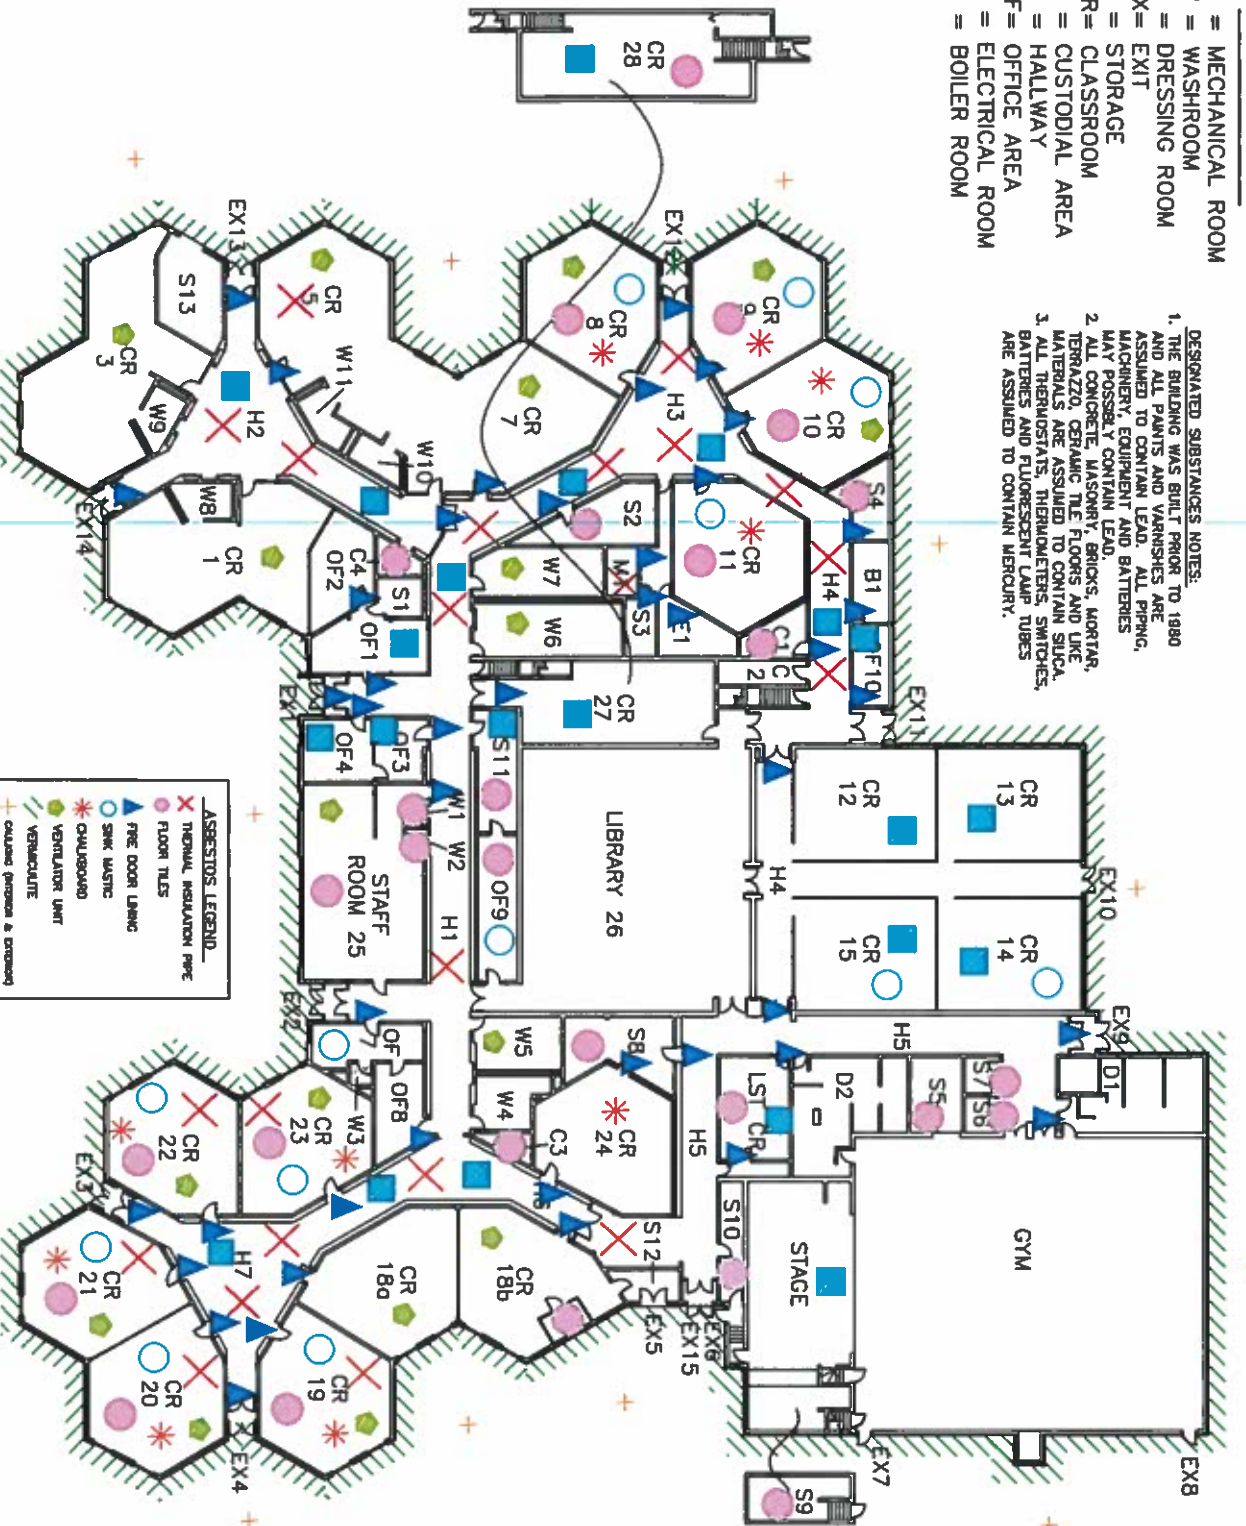 = MECHANICAL ROOM
= WASHROOM
= DRESSING ROOM
X= EXIT
= STORAGE
R= CLASSROOM
= CUSTODIAL AREA
= HALLWAY
F= OFFICE AREA
= ELECTRICAL ROOM
= BOILER ROOM
DESIGNATED SUBSTANCES NOTES:
1. THE BUILDING WAS BUILT PRIOR TO 1980
AND ALL PAINTS AND VARNISHES ARE
ASSUMED TO CONTAIN LEAD. ALL PIPING,
MACHINERY, EQUIPMENT AND BATTERIES
MAY POSSIBLY CONTAIN LEAD.
2. ALL CONCRETE, MASONRY, BRICKS, MORTAR,
TERRAZO, CERAMIC TILE FLOORS AND LIKE
MATERIALS ARE ASSUMED TO CONTAIN SILICA.
3. ALL THERMOSTATS, THERMOMETERS, SWITCHES,
BATTERIES AND FLUORESCENT LAMP TUBES
ARE ASSUMED TO CONTAIN MERCURY.
CR
28
EX13
S13
CR
3
W9
H2
CR
5
W11
W10
W8
EX14
CR
1
CR
8
CR
7
CR
9
CR
10
H3
S4
CR
11
S2
W7
W6
S3
E1
C1
C
2
H4
B1
OF10
EX11
C4
OF2
S1
OF1
CR
27
OF4
OF3
S11
W1
W2
OF9
STAFF
ROOM 25
H1
LIBRARY 26
CR
12
CR
13
H4
EX10
CR
15
CR
14
EX9
H5
EX2
OF
OF8
W3
W5
W4
S8
C3
CR
24
H5
LST
CR
D2
S5
S7
S6
D1
GYM
STAGE
S10
S12
EX5
EX15
EX6
EX7
EX8
S9
CR
22
CR
23
EX3
CR
21
H7
CR
20
CR
19
EX4
CR
18a
CR
18b
ASBESTOS LEGEND
THERMAL INSULATION PIPE
FLOOR TILES
FIRE DOOR LINING
SINK MASTIC
CHALKBOARD
VENTILATOR UNIT
VERMICULITE
CAULKING (INTERIOR & EXTERIOR)